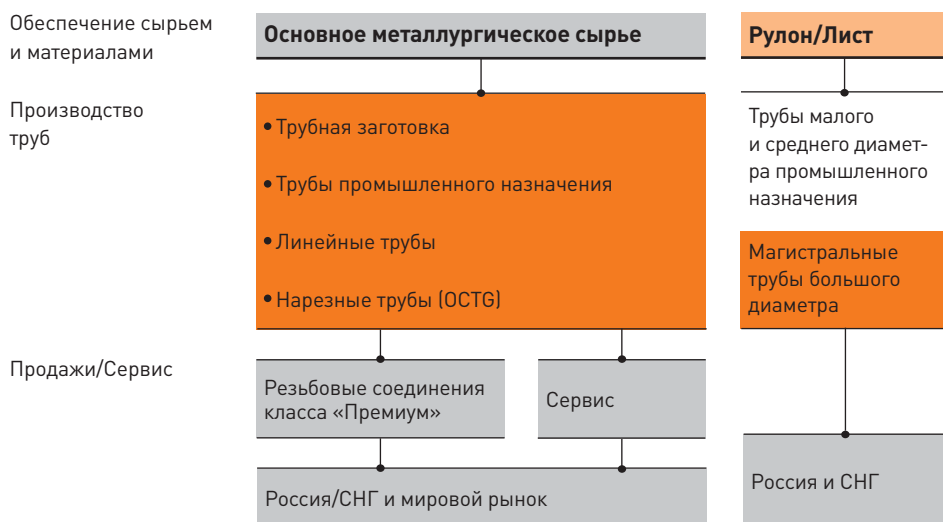 Обеспечение сырьем
и материалами
Основное металлургическое сырье
Рулон/Лист
Производство
труб
• Трубная заготовка
• Трубы промышленного назначения
• Линейные трубы
• Нарезные трубы (OCTG)
Трубы малого
и среднего диамет-
ра промышленного
назначения
Магистральные
трубы большого
диаметра
Продажи/Сервис
Резьбовые соединения
класса «Премиум»
Сервис
Россия/СНГ и мировой рынок
Россия и СНГ